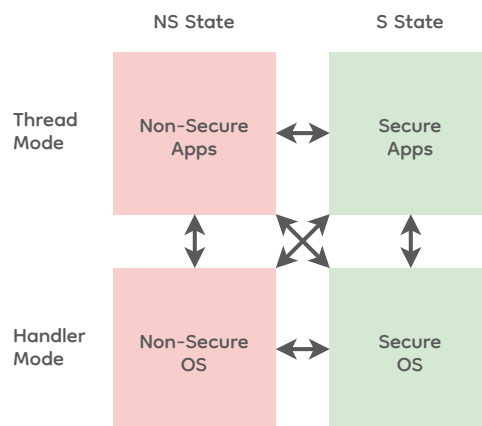 NS State
S State
Thread
Mode
Non-Secure
Apps
Secure
Apps
Handler
Mode
Non-Secure
OS
Secure
OS